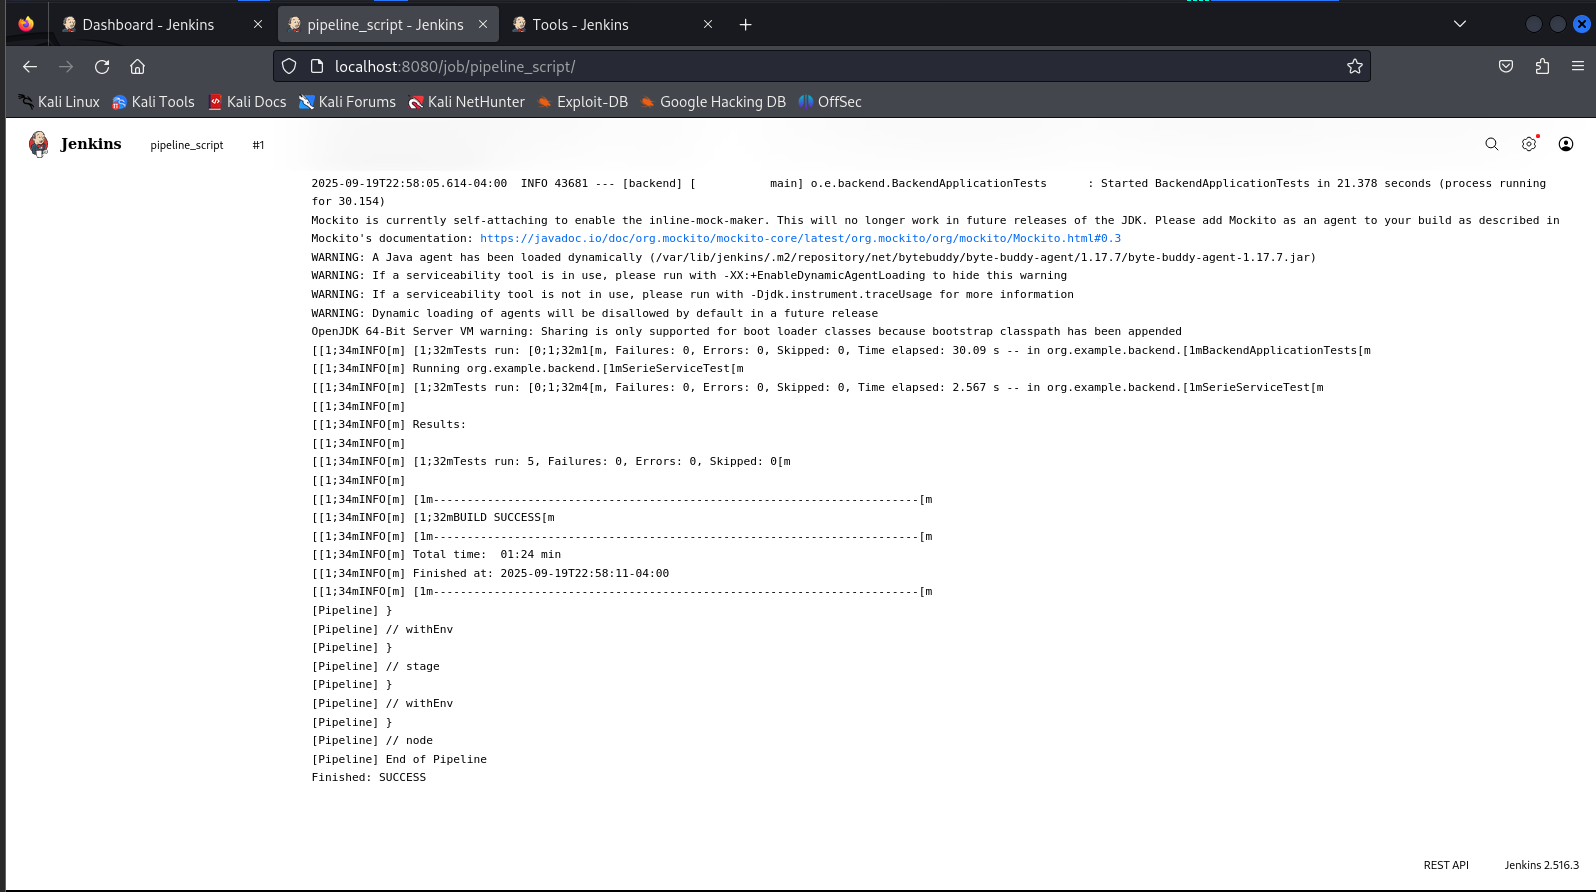 Dashboard - Jenkins
pipeline_script - Jenkins
Tools - Jenkins
localhost:8080/job/pipeline_script/
Kali Linux Kali Tools Kali Docs Kali Forums Kali NetHunter Exploit-DB Google Hacking DB OffSec
Jenkins pipeline_script #1
2025-09-19T22:58:05.614-04:00  INFO 43681 --- [backend] [           main] o.e.backend.BackendApplicationTests      : Started BackendApplicationTests in 21.378 seconds (process running
for 30.154)
Mockito is currently self-attaching to enable the inline-mock-maker. This will no longer work in future releases of the JDK. Please add Mockito as an agent to your build as described in
Mockito's documentation: https://javadoc.io/doc/org.mockito/mockito-core/latest/org.mockito/org/mockito/Mockito.html#0.3
WARNING: A Java agent has been loaded dynamically (/var/lib/jenkins/.m2/repository/net/bytebuddy/byte-buddy-agent/1.17.7/byte-buddy-agent-1.17.7.jar)
WARNING: If a serviceability tool is in use, please run with -XX:+EnableDynamicAgentLoading to hide this warning
WARNING: If a serviceability tool is not in use, please run with -Djdk.instrument.traceUsage for more information
WARNING: Dynamic loading of agents will be disallowed by default in a future release
OpenJDK 64-Bit Server VM warning: Sharing is only supported for boot loader classes because bootstrap classpath has been appended
[[1;34mINFO[m] [1;32mTests run: [0;1;32m1[m, Failures: 0, Errors: 0, Skipped: 0, Time elapsed: 30.09 s -- in org.example.backend.[1mBackendApplicationTests[m
[[1;34mINFO[m] Running org.example.backend.[1mSerieServiceTest[m
[[1;34mINFO[m] [1;32mTests run: [0;1;32m4[m, Failures: 0, Errors: 0, Skipped: 0, Time elapsed: 2.567 s -- in org.example.backend.[1mSerieServiceTest[m
[[1;34mINFO[m]
[[1;34mINFO[m] Results:
[[1;34mINFO[m]
[[1;34mINFO[m] [1;32mTests run: 5, Failures: 0, Errors: 0, Skipped: 0[m
[[1;34mINFO[m]
[[1;34mINFO[m] [1m------------------------------------------------------------------------[m
[[1;34mINFO[m] [1;32mBUILD SUCCESS[m
[[1;34mINFO[m] [1m------------------------------------------------------------------------[m
[[1;34mINFO[m] Total time:  01:24 min
[[1;34mINFO[m] Finished at: 2025-09-19T22:58:11-04:00
[[1;34mINFO[m] [1m------------------------------------------------------------------------[m
[Pipeline] }
[Pipeline] // withEnv
[Pipeline] }
[Pipeline] // stage
[Pipeline] }
[Pipeline] // withEnv
[Pipeline] }
[Pipeline] // node
[Pipeline] End of Pipeline
Finished: SUCCESS
REST API Jenkins 2.516.3